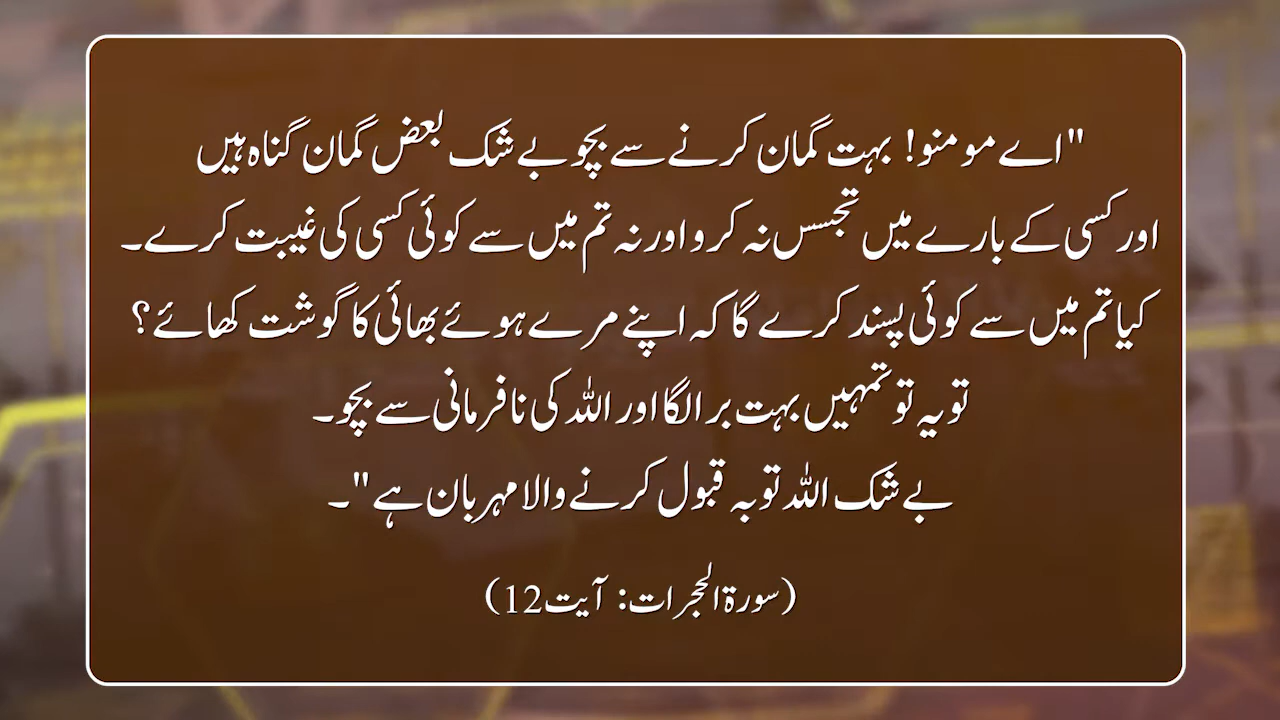 "اے مومنو! بہت گمان کرنے سے بچو بے شک بعض گمان گناہ ہیں
اور کسی کے بارے میں تجسس نہ کرو اور نہ تم میں سے کوئی کسی کی غیبت کرے۔
کیا تم میں سے کوئی پسند کرے گا کہ اپنے مرے ہوئے بھائی کا گوشت کھائے؟
تو یہ تو تمہیں بہت برا لگا اور اللہ کی نافرمانی سے بچو۔
بے شک اللہ توبہ قبول کرنے والا مہربان ہے"۔
(سورۃ الحجرات: آیت 12)